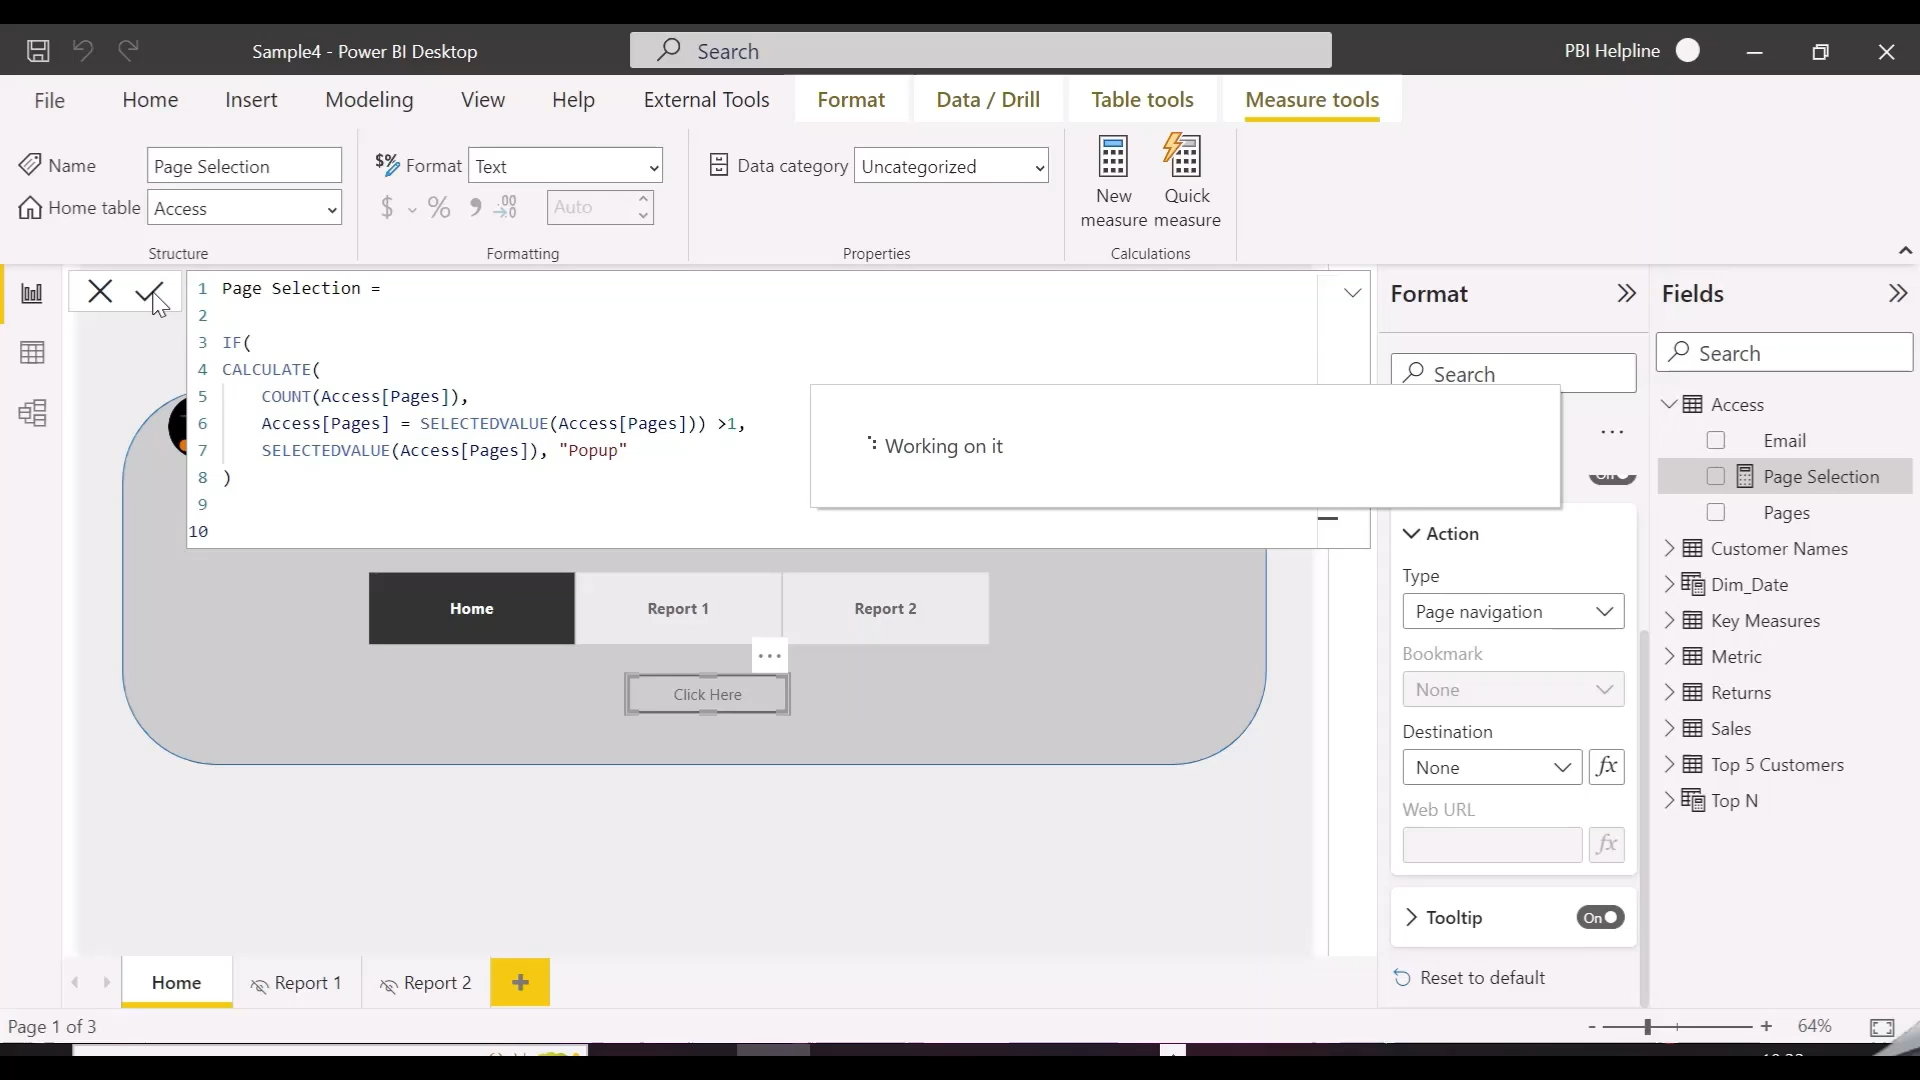 Sample4 - Power BI Desktop
Search
PBI Helpline
File
Home
Insert
Modeling
View
Help
External Tools
Format
Data / Drill
Table tools
Measure tools
Name
Page Selection
Home table
Access
Structure
$% Format
Text
$ % 9 .00
Auto
Formatting
Data category
Uncategorized
Properties
New measure
Quick measure
Calculations
1 Page Selection =
2
3 IF(
4 CALCULATE(
5 COUNT(Access[Pages]),
6 Access[Pages] = SELECTEDVALUE(Access[Pages])) >1,
7 SELECTEDVALUE(Access[Pages]), "Popup"
8 )
9
10
Working on it
Home
Report 1
Report 2
...
Click Here
Format
Search
...
On
Action
Type
Page navigation
Bookmark
None
Destination
None
fx
Web URL
fx
Tooltip
On
Reset to default
Fields
Search
Access
Email
Page Selection
Pages
Customer Names
Dim_Date
Key Measures
Metric
Returns
Sales
Top 5 Customers
Top N
Home
Report 1
Report 2
+
Page 1 of 3
- + 64%